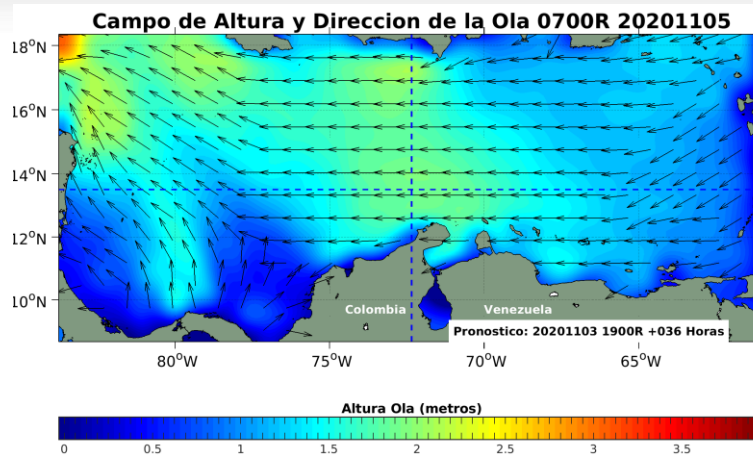 Campo de Altura y Direccion de la Ola 0700R 20201105
18°N
16°N
14°N
12°N
10°N
Colombia
Venezuela
Pronostico: 20201103 1900R +036 Horas
80°W
75°W
70°W
65°W
Altura Ola (metros)
0 0.5 1 1.5 2 2.5 3 3.5